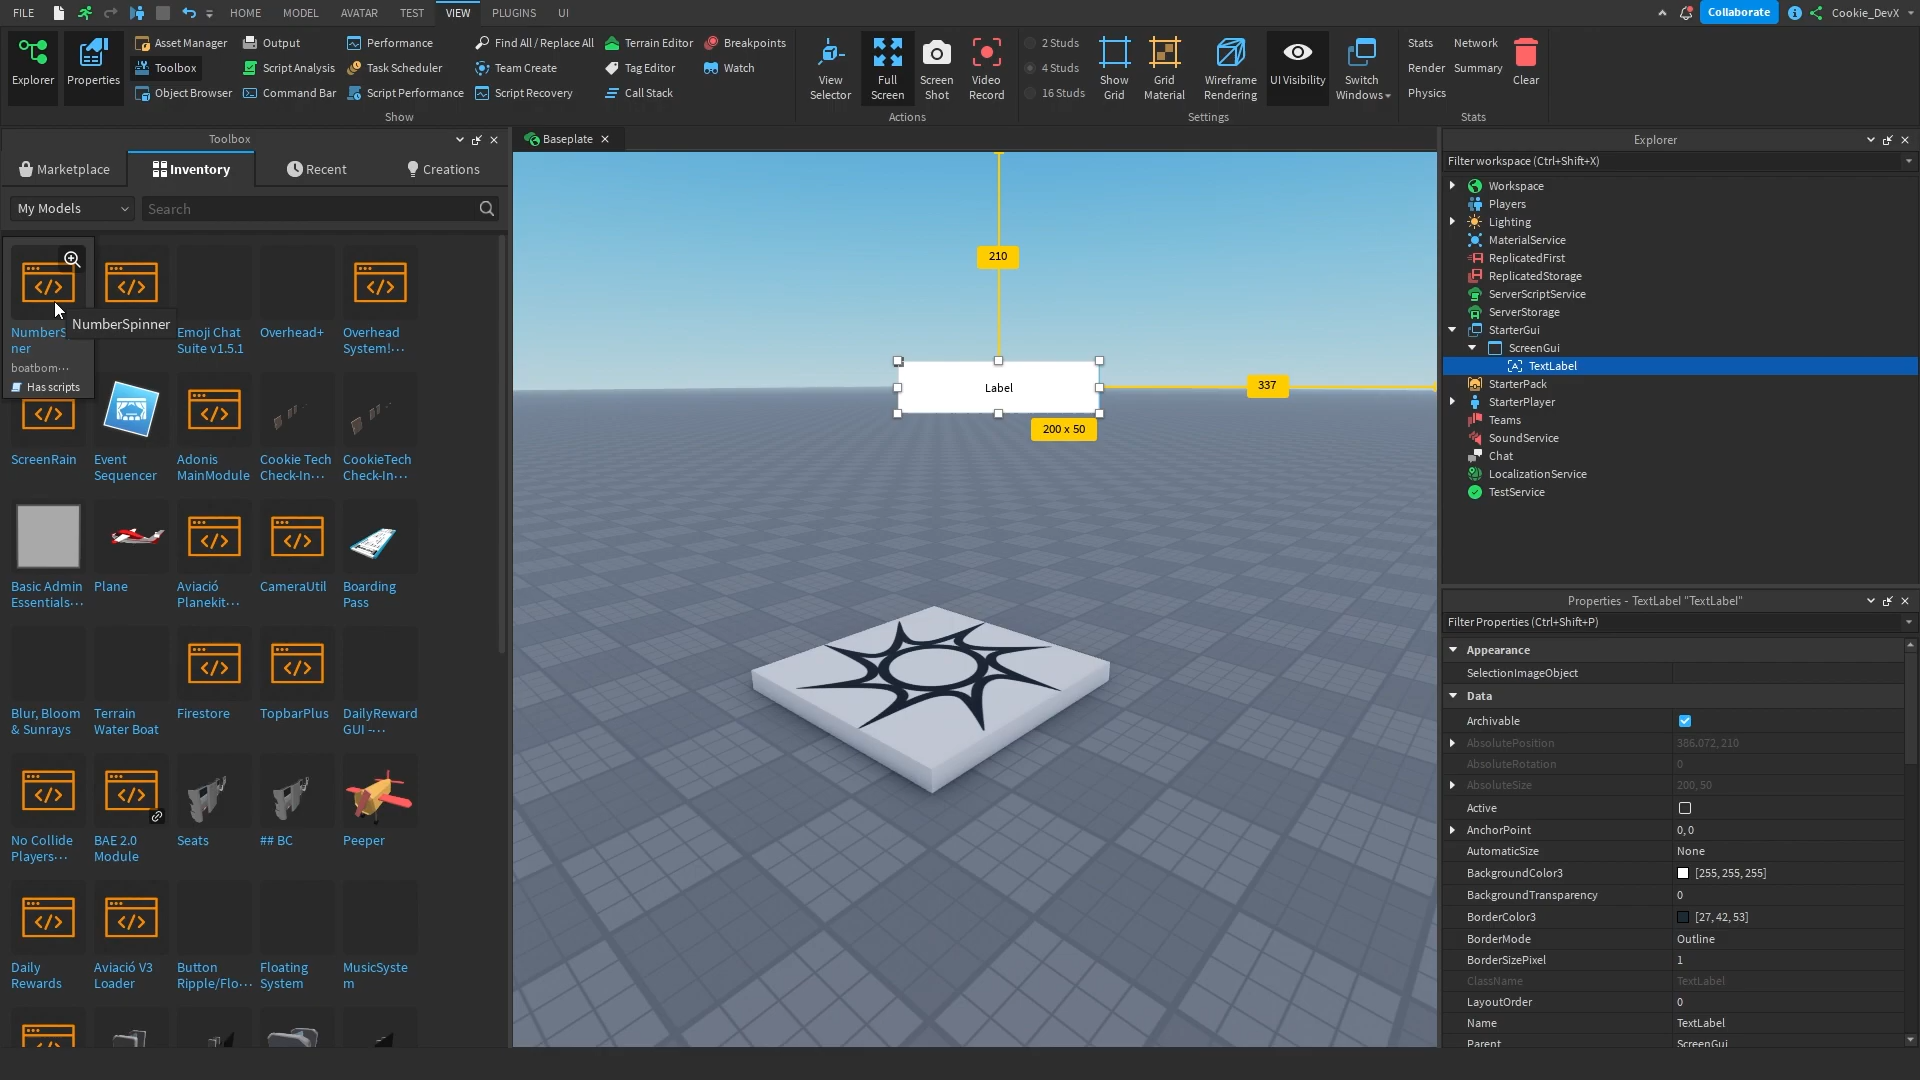 FILE
HOME
MODEL
AVATAR
TEST
VIEW
PLUGINS
UI
Collaborate
Cookie_DevX
Explorer
Properties
Asset Manager
Toolbox
Object Browser
Output
Script Analysis
Command Bar
Performance
Task Scheduler
Script Performance
Find All / Replace All
Team Create
Script Recovery
Terrain Editor
Tag Editor
Call Stack
Breakpoints
Watch
Show
View
Selector
Full
Screen
Screen
Shot
Video
Record
Actions
2 Studs
4 Studs
16 Studs
Show
Grid
Grid
Material
Wireframe
Rendering
UI Visibility
Switch
Windows
Settings
Stats
Render
Physics
Network
Summary
Clear
Stats
Toolbox
Marketplace
Inventory
Recent
Creations
My Models
Search
NumberS
ner
boatbom···
Has scripts
NumberSpinner
Emoji Chat
Suite v1.5.1
Overhead+
Overhead
System!···
ScreenRain
Event
Sequencer
Adonis
MainModule
Cookie Tech
Check-In···
CookieTech
Check-In···
Basic Admin
Essentials···
Plane
Aviació
Planekit···
CameraUtil
Boarding
Pass
Blur, Bloom
& Sunrays
Terrain
Water Boat
Firestore
TopbarPlus
DailyReward
GUI -···
No Collide
Players···
BAE 2.0
Module
Seats
## BC
Peeper
Daily
Rewards
Aviació V3
Loader
Button
Ripple/Flo···
Floating
System
MusicSyste
m
Baseplate
210
Label
337
200 x 50
Explorer
Filter workspace (Ctrl+Shift+X)
Workspace
Players
Lighting
MaterialService
ReplicatedFirst
ReplicatedStorage
ServerScriptService
ServerStorage
StarterGui
ScreenGui
TextLabel
StarterPack
StarterPlayer
Teams
SoundService
Chat
LocalizationService
TestService
Properties - TextLabel "TextLabel"
Filter Properties (Ctrl+Shift+P)
Appearance
SelectionImageObject
Data
Archivable
AbsolutePosition 386.072, 210
AbsoluteRotation 0
AbsoluteSize 200, 50
Active
AnchorPoint 0, 0
AutomaticSize None
BackgroundColor3 [255, 255, 255]
BackgroundTransparency 0
BorderColor3 [27, 42, 53]
BorderMode Outline
BorderSizePixel 1
ClassName TextLabel
LayoutOrder 0
Name TextLabel
Parent ScreenGui